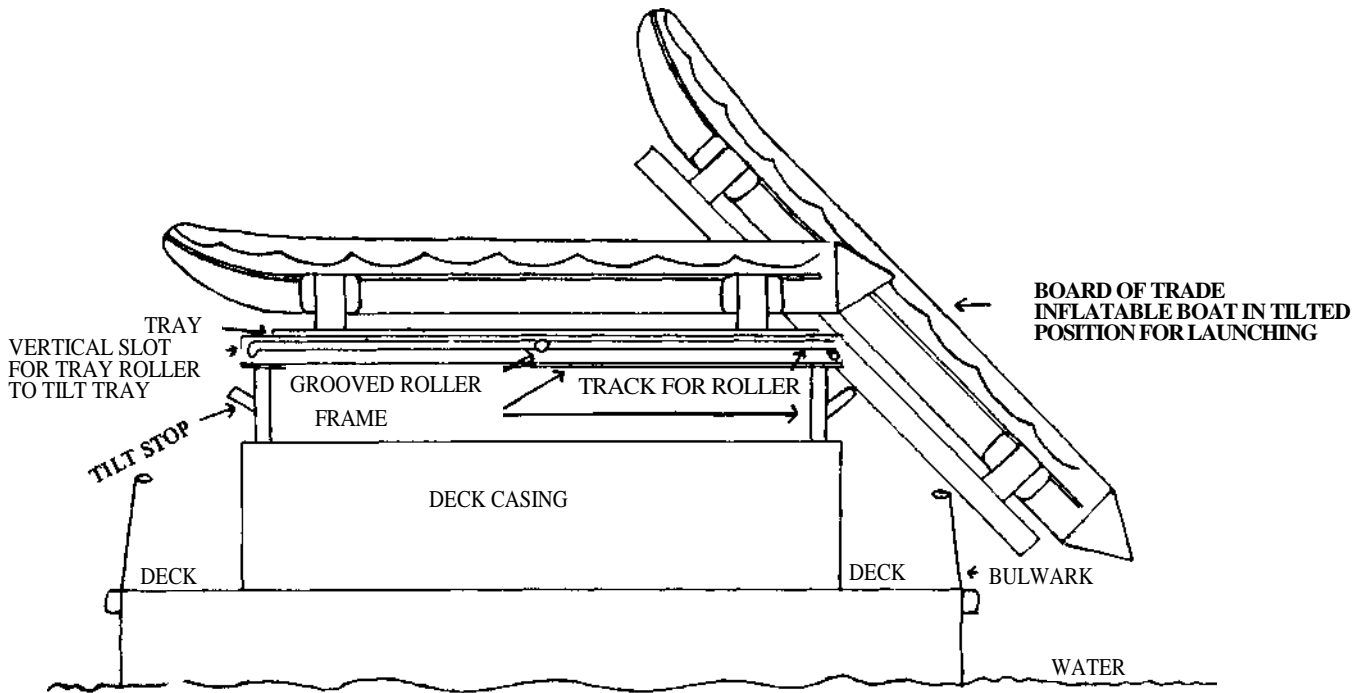 BOARD OF TRADE
INFLATABLE BOAT IN TILTED
POSITION FOR LAUNCHING
TRAY
VERTICAL SLOT
FOR TRAY ROLLER
TO TILT TRAY
GROOVED ROLLER
TRACK FOR ROLLER
FRAME
TILT STOP
DECK CASING
DECK
DECK
BULWARK
WATER